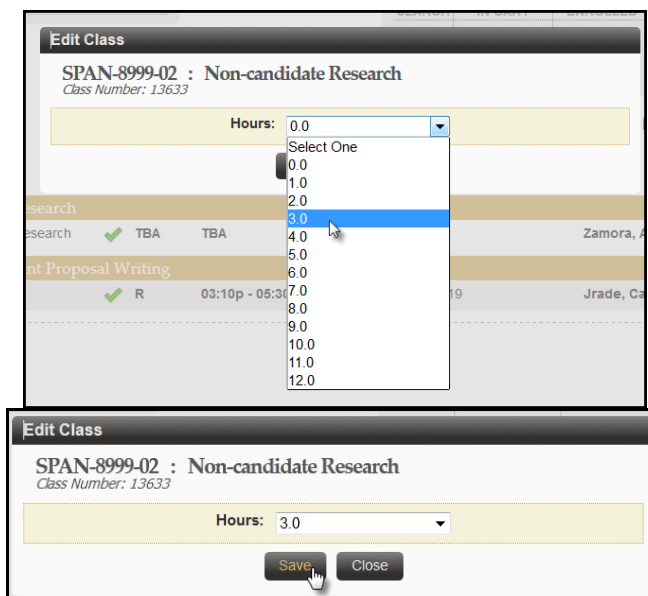 Edit Class
SPAN-8999-02 : Non-candidate Research
Class Number: 13633
Hours: 0.0
Select One
0.0
1.0
2.0
esearch
3.0
esearch TBA TBA 4.0 Zamora, A
5.0
nt Proposal Writing 6.0
R 03:10p - 05:30 7.0 19 Jrade, Ca
8.0
9.0
10.0
11.0
12.0
Edit Class
SPAN-8999-02 : Non-candidate Research
Class Number: 13633
Hours: 3.0
Save Close